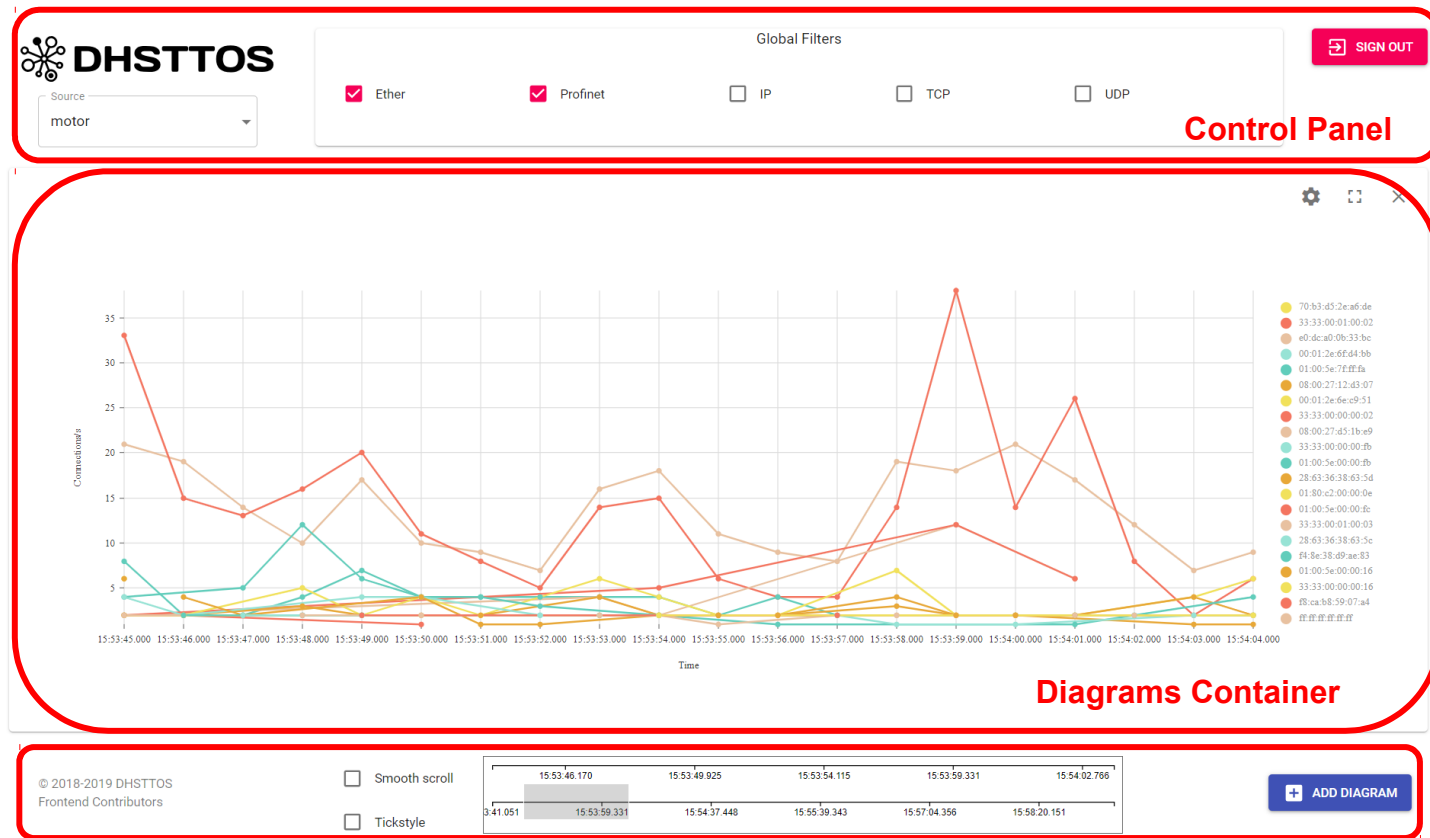 DHSTTOS
Source
motor
Global Filters
Ether
Profinet
IP
TCP
UDP
SIGN OUT
Control Panel
35
30
25
20
15
10
5
Connections/s
15:53:45.000 15:53:46.000 15:53:47.000 15:53:48.000 15:53:49.000 15:53:50.000 15:53:51.000 15:53:52.000 15:53:53.000 15:53:54.000 15:53:55.000 15:53:56.000 15:53:57.000 15:53:58.000 15:53:59.000 15:54:00.000 15:54:01.000 15:54:02.000 15:54:03.000 15:54:04.000
Time
70:b3:d5:2e:a6:de
33:33:00:01:00:02
e0:dc:a0:0b:33:bc
00:01:2e:6f:d4:bb
01:00:5e:7f:ff:fa
08:00:27:12:d3:07
00:01:2e:6e:c9:51
33:33:00:00:00:02
08:00:27:d5:1b:e9
33:33:00:00:00:fb
01:00:5e:00:00:fb
28:63:36:38:63:5d
01:80:c2:00:00:0e
01:00:5e:00:00:fc
33:33:00:01:00:03
28:63:36:38:63:5c
f4:8e:38:d9:ae:83
01:00:5e:00:00:16
33:33:00:00:00:16
f8:ca:b8:59:07:a4
ff:ff:ff:ff:ff:ff
Diagrams Container
© 2018-2019 DHSTTOS
Frontend Contributors
Smooth scroll
Tickstyle
15:53:46.170 15:53:49.925 15:53:54.115 15:53:59.331 15:54:02.766
3:41.051 15:53:59.331 15:54:37.448 15:55:39.343 15:57:04.356 15:58:20.151
ADD DIAGRAM